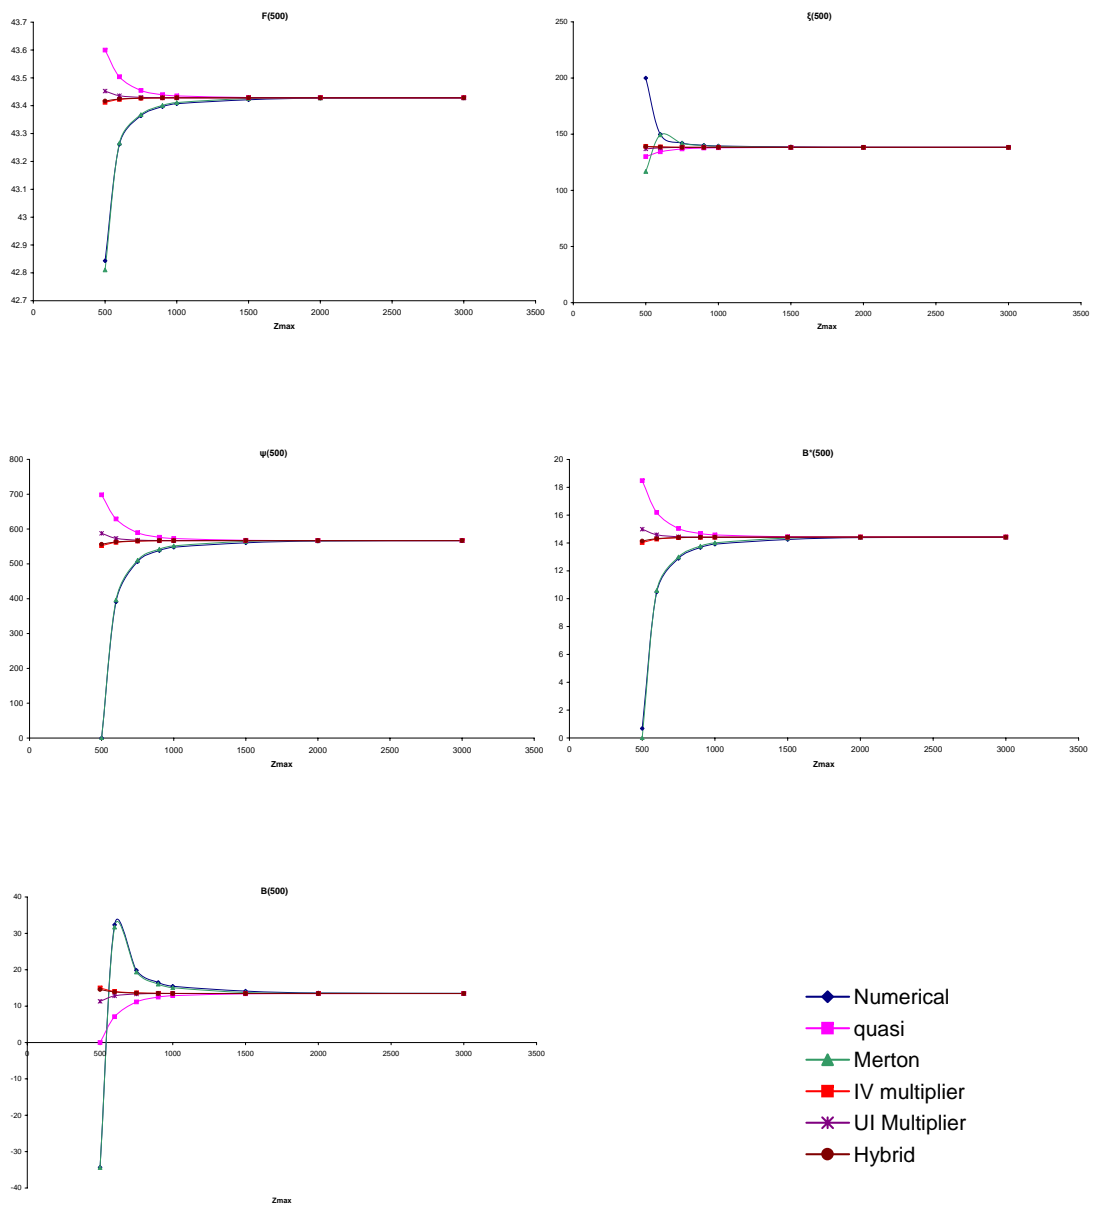 F(500)
43.7
43.6
43.5
43.4
43.3
43.2
43.1
43
42.9
42.8
42.7
0 500 1000 1500 2000 2500 3000 3500
Zmax
ξ(500)
250
200
150
100
50
0
0 500 1000 1500 2000 2500 3000 3500
Zmax
ψ(500)
800
700
600
500
400
300
200
100
0
0 500 1000 1500 2000 2500 3000 3500
Zmax
B*(500)
20
18
16
14
12
10
8
6
4
2
0
0 500 1000 1500 2000 2500 3000 3500
Zmax
B(500)
40
30
20
10
0
-10
-20
-30
-40
0 500 1000 1500 2000 2500 3000 3500
Zmax
Numerical
quasi
Merton
IV multiplier
UI Multiplier
Hybrid